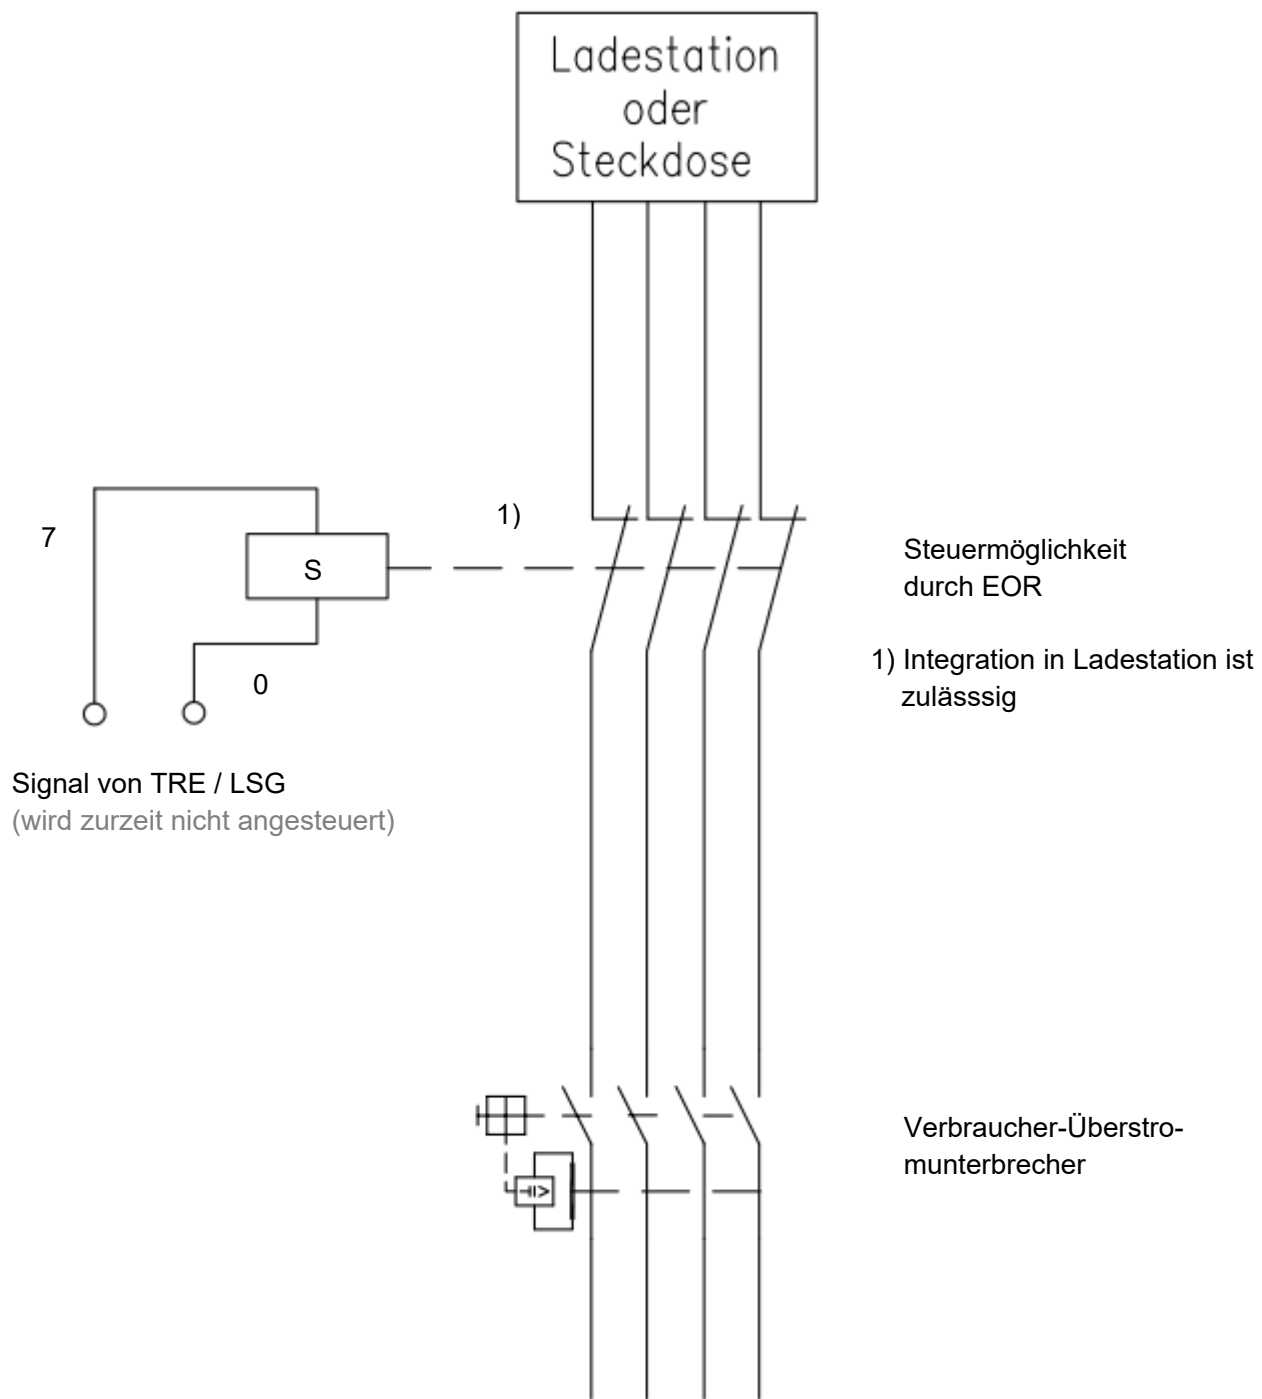 Ladestation
oder
Steckdose
7
1)
S
0
Steuermöglichkeit
durch EOR
1) Integration in Ladestation ist
zulässsig
Signal von TRE / LSG
(wird zurzeit nicht angesteuert)
Verbraucher-Überstro-
munterbrecher